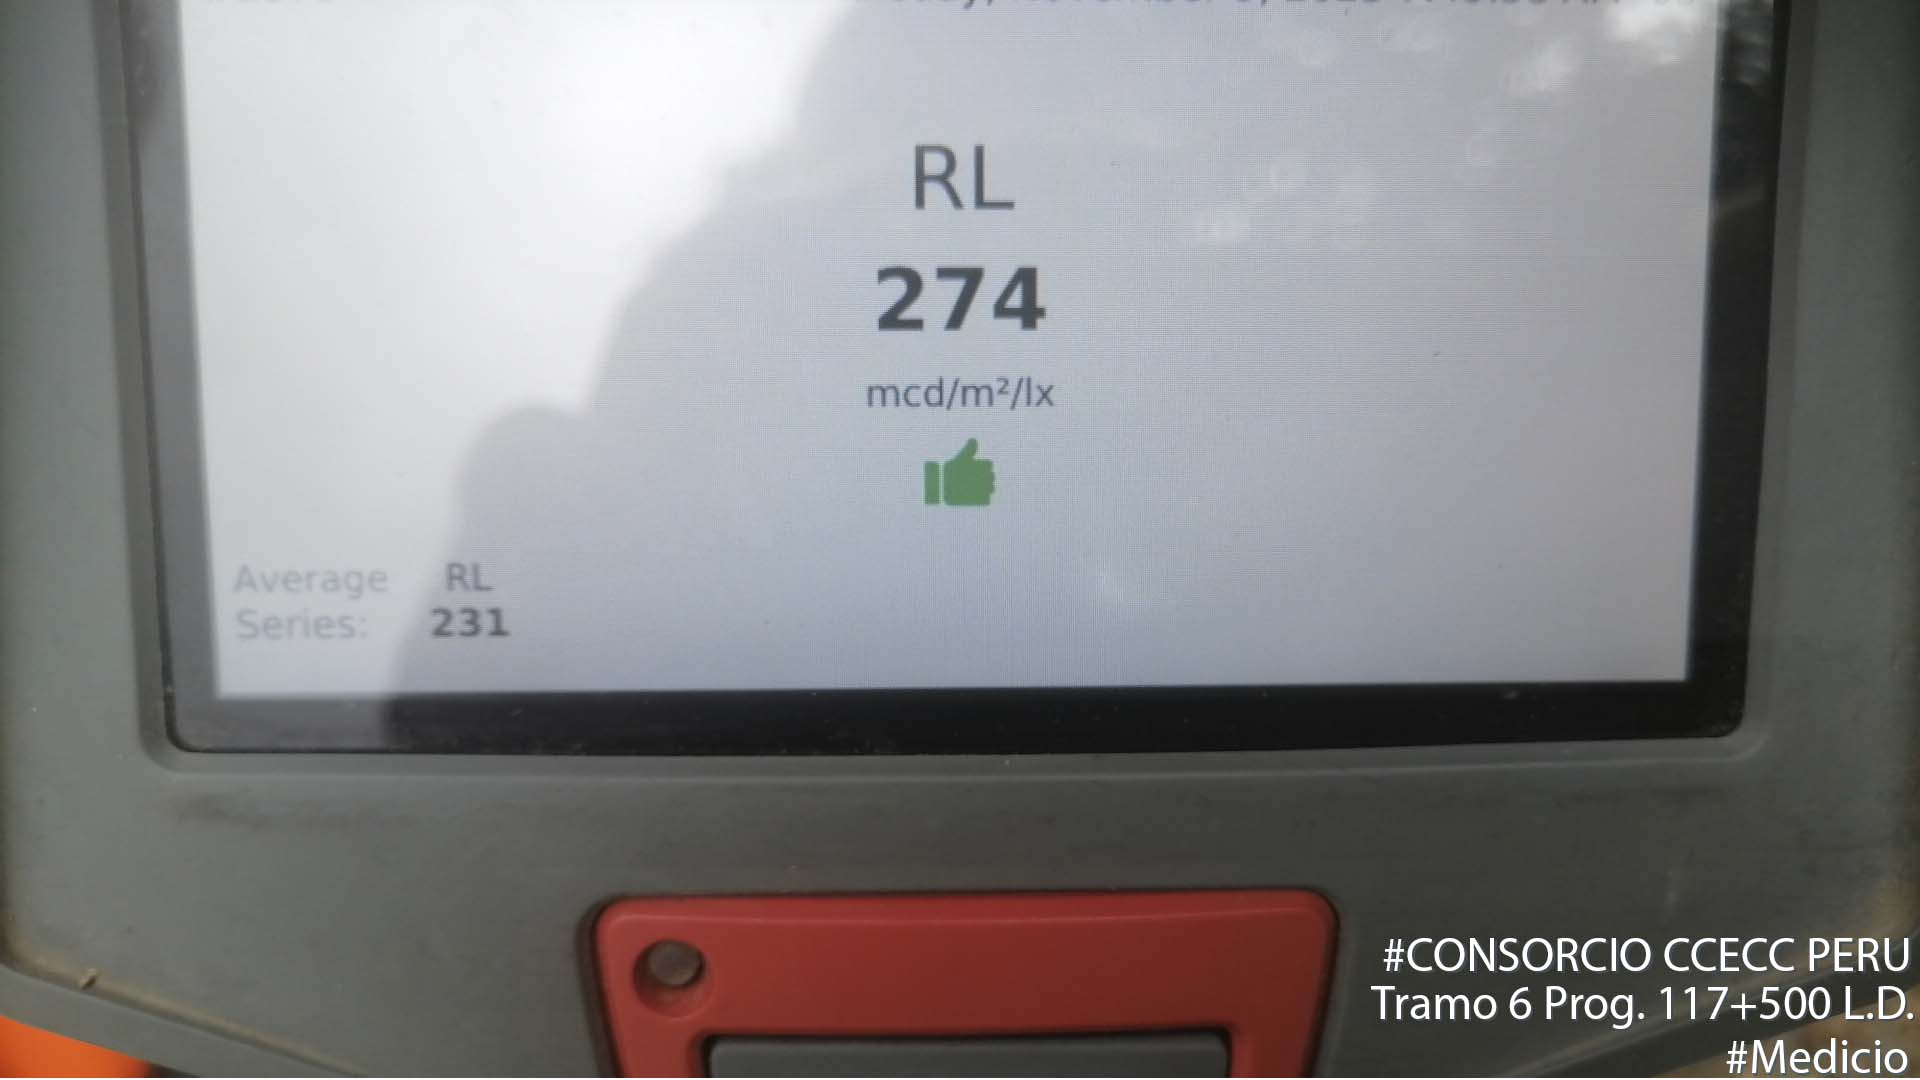 RL
274
mcd/m²/lx
Average RL
Series: 231
#CONSORCIO CCECC PERU
Tramo 6 Prog. 117+500 L.D.
#Medicio